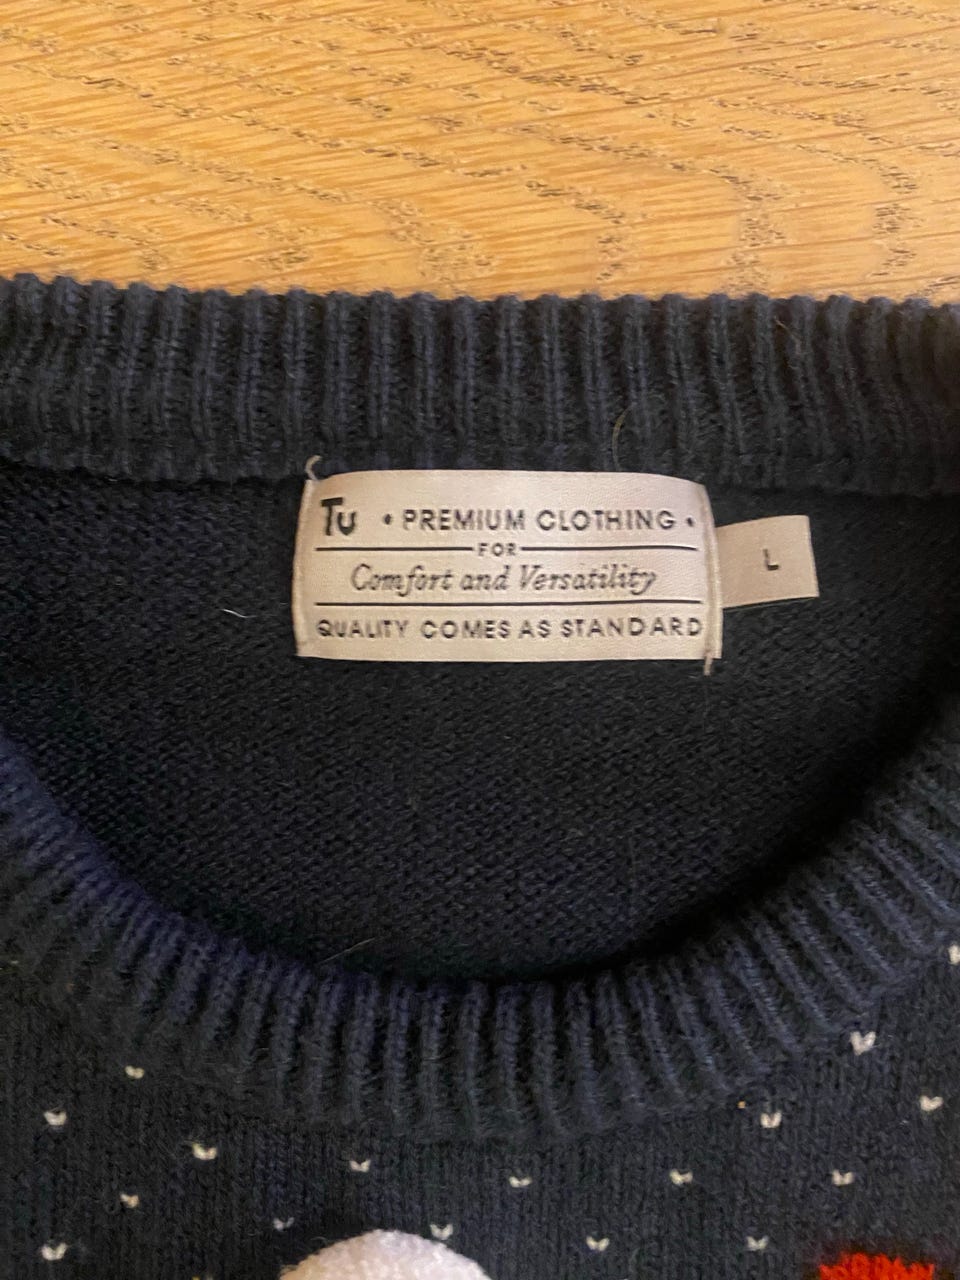 Tu • PREMIUM CLOTHING •
FOR
Comfort and Versatility
QUALITY COMES AS STANDARD
L